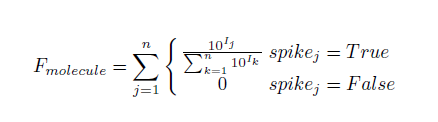 F_{molecule} = \sum_{j=1}^{n} \begin{cases} \frac{10^{I_j}}{\sum_{k=1}^{n} 10^{I_k}} & spike_j = True \\ 0 & spike_j = False \end{cases}